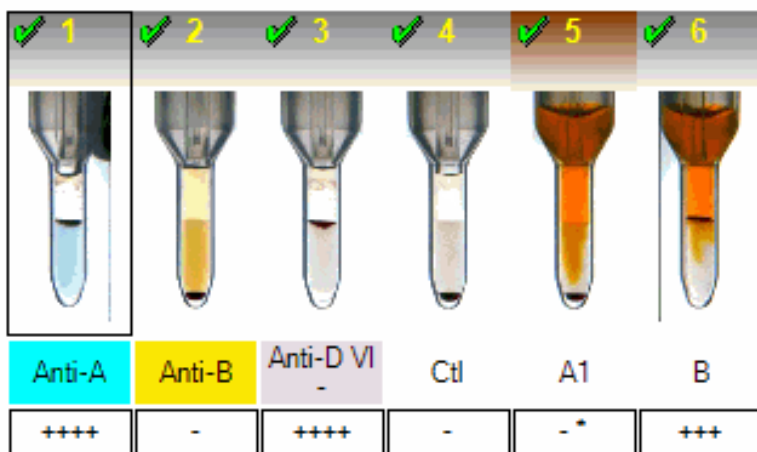 1 2 3 4 5 6
Anti-A Anti-B Anti-D VI - Ctl A1 B
++++ - ++++ - - * +++